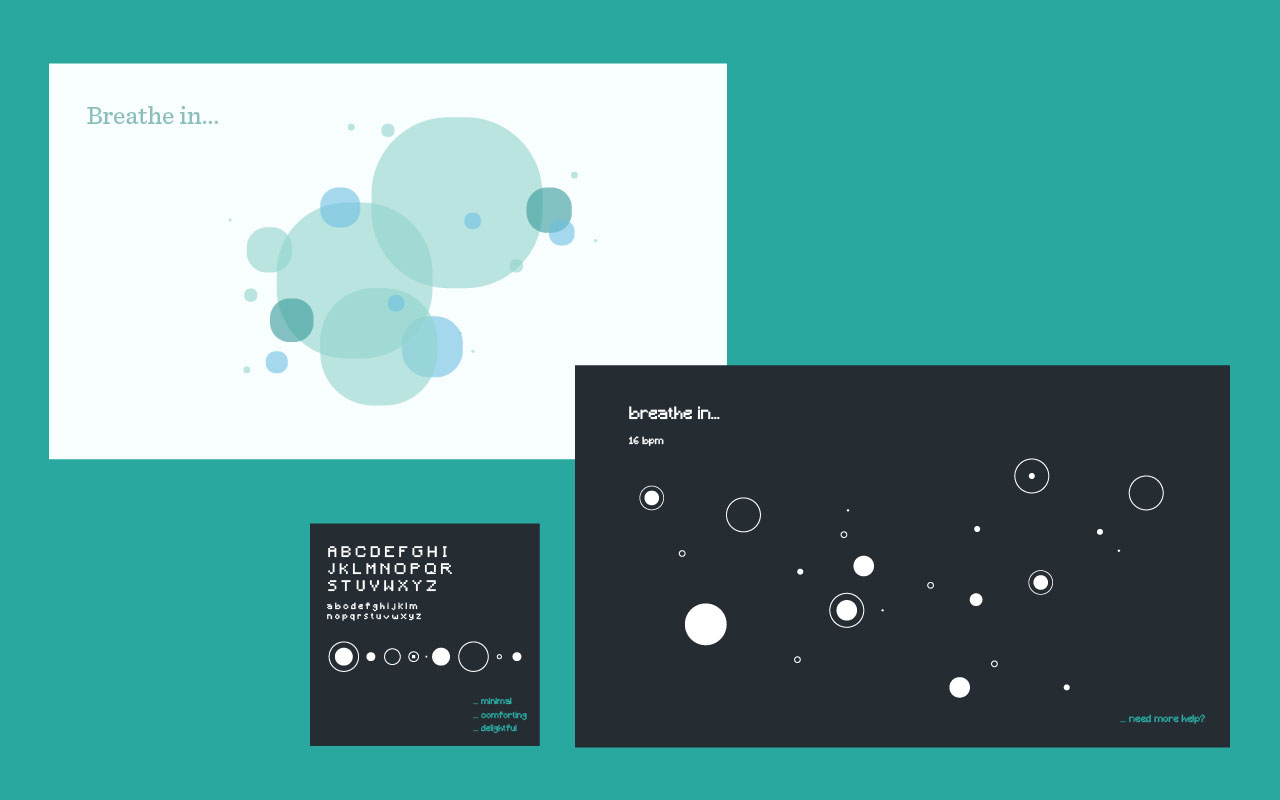 Breathe in...
breathe in...
16 bpm
... need more help?
ABCDEFGHI
JKLMNOPQR
STUVWXYZ
abcdefghijklm
nopqrstuvwxyz
... minimal
... comforting
... delightful